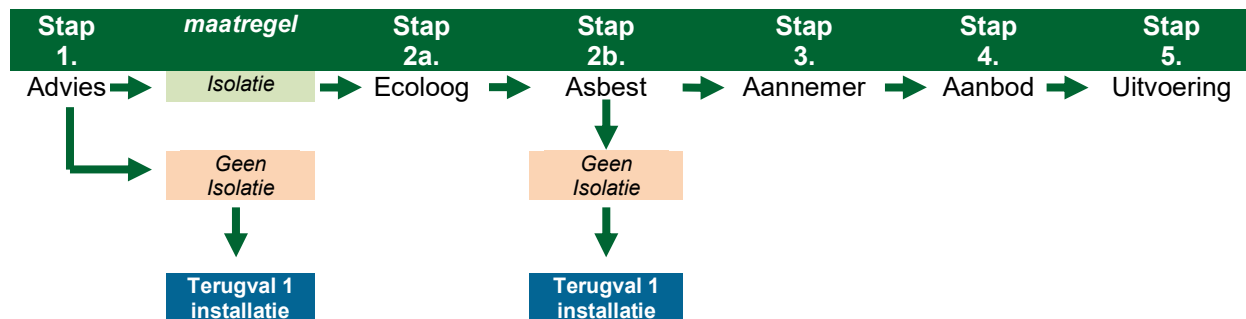 Stap maatregel Stap Stap Stap Stap Stap
1. 2a. 2b. 3. 4. 5.
Advies Isolatie Ecoloog Asbest Aannemer Aanbod Uitvoering
Geen Geen
Isolatie Isolatie
Terugval 1 Terugval 1
installatie installatie